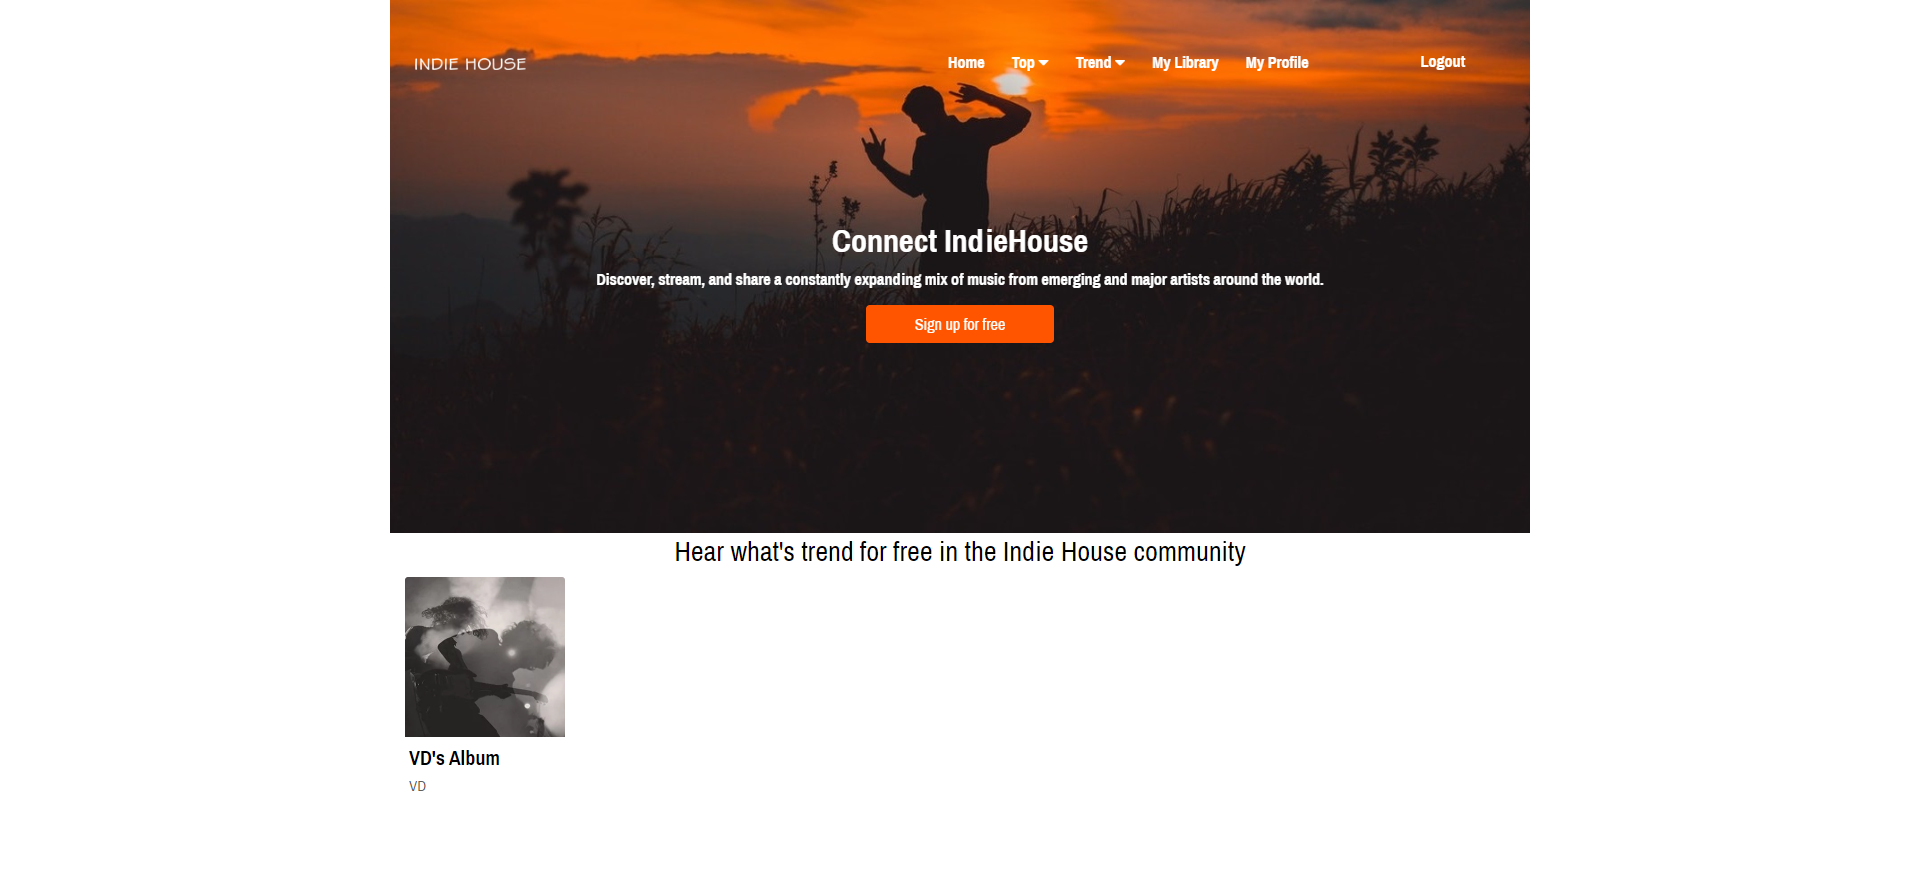 INDIE HOUSE
Home Top Trend My Library My Profile Logout
Connect IndieHouse
Discover, stream, and share a constantly expanding mix of music from emerging and major artists around the world.
Sign up for free
Hear what's trend for free in the Indie House community
VD's Album
VD